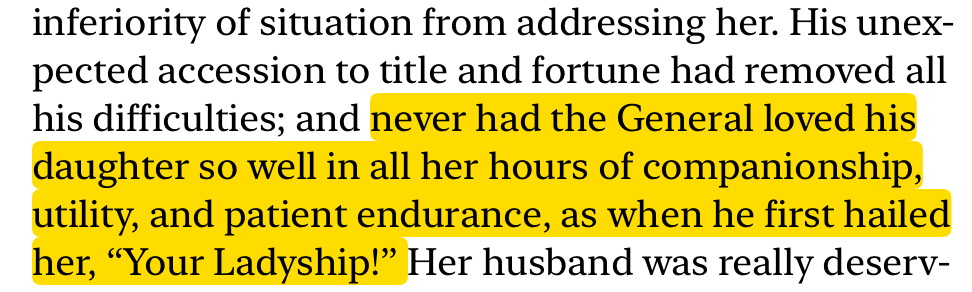 inferiority of situation from addressing her. His unex-
pected accession to title and fortune had removed all
his difficulties; and never had the General loved his
daughter so well in all her hours of companionship,
utility, and patient endurance, as when he first hailed
her, “Your Ladyship!” Her husband was really deserv-